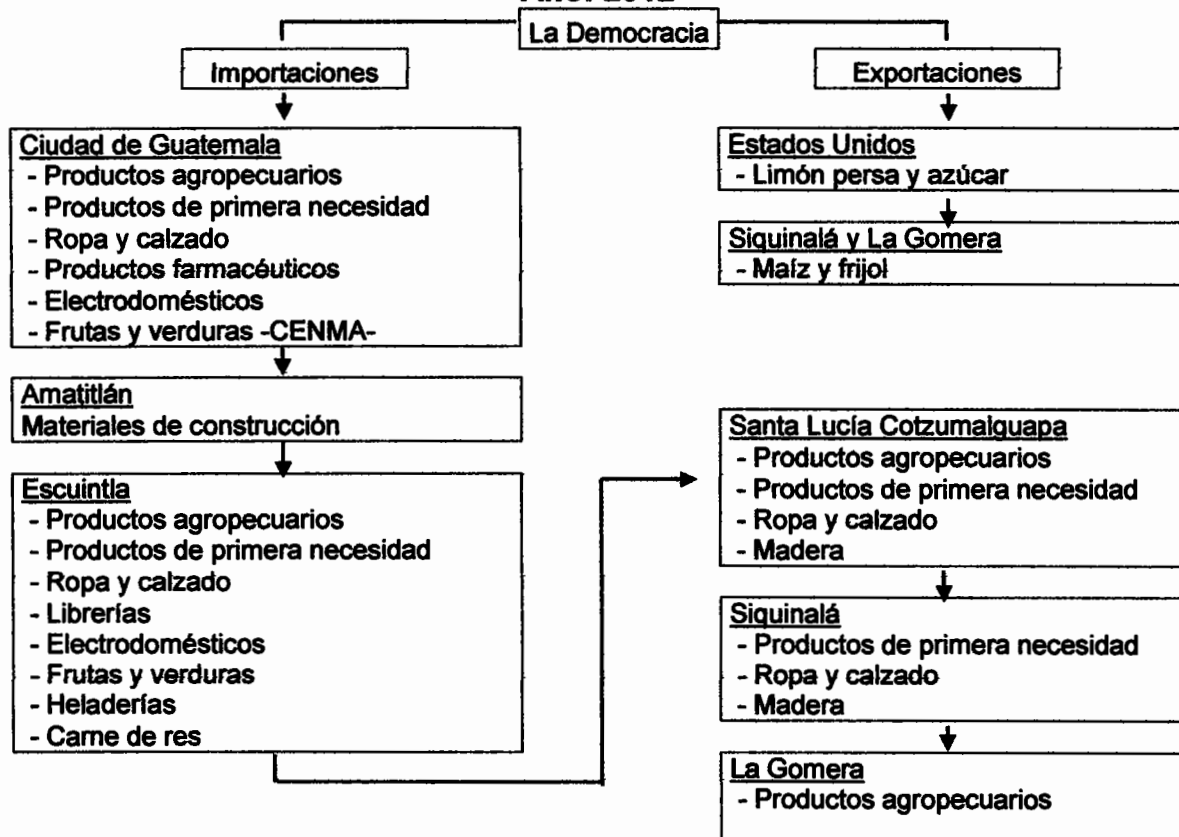 La Democracia
Importaciones
Exportaciones
Ciudad de Guatemala
- Productos agropecuarios
- Productos de primera necesidad
- Ropa y calzado
- Productos farmacéuticos
- Electrodomésticos
- Frutas y verduras -CENMA-
Amatitlán
Materiales de construcción
Escuintla
- Productos agropecuarios
- Productos de primera necesidad
- Ropa y calzado
- Librerías
- Electrodomésticos
- Frutas y verduras
- Heladerías
- Carne de res
Estados Unidos
- Limón persa y azúcar
Siquinalá y La Gomera
- Maíz y frijol
Santa Lucía Cotzumalguapa
- Productos agropecuarios
- Productos de primera necesidad
- Ropa y calzado
- Madera
Siquinalá
- Productos de primera necesidad
- Ropa y calzado
- Madera
La Gomera
- Productos agropecuarios